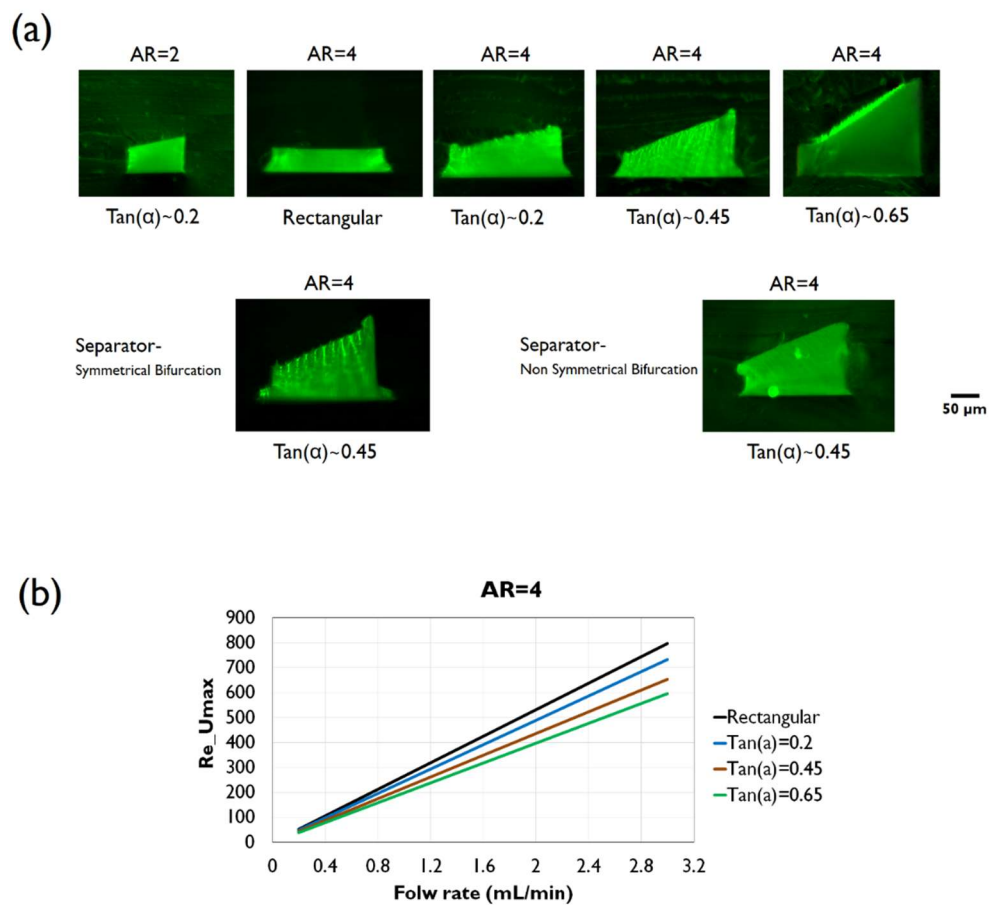 (a)
AR=2 AR=4 AR=4 AR=4 AR=4
Tan(α)~0.2 Rectangular Tan(α)~0.2 Tan(α)~0.45 Tan(α)~0.65
AR=4
Separator-
Symmetrical Bifurcation
Tan(α)~0.45
Separator-
Non Symmetrical Bifurcation
AR=4
Tan(α)~0.45
50 µm
(b)
AR=4
Re_Umax
900
800
700
600
500
400
300
200
100
0
0 0.4 0.8 1.2 1.6 2 2.4 2.8 3.2
Folw rate (mL/min)
Rectangular
Tan(a)=0.2
Tan(a)=0.45
Tan(a)=0.65